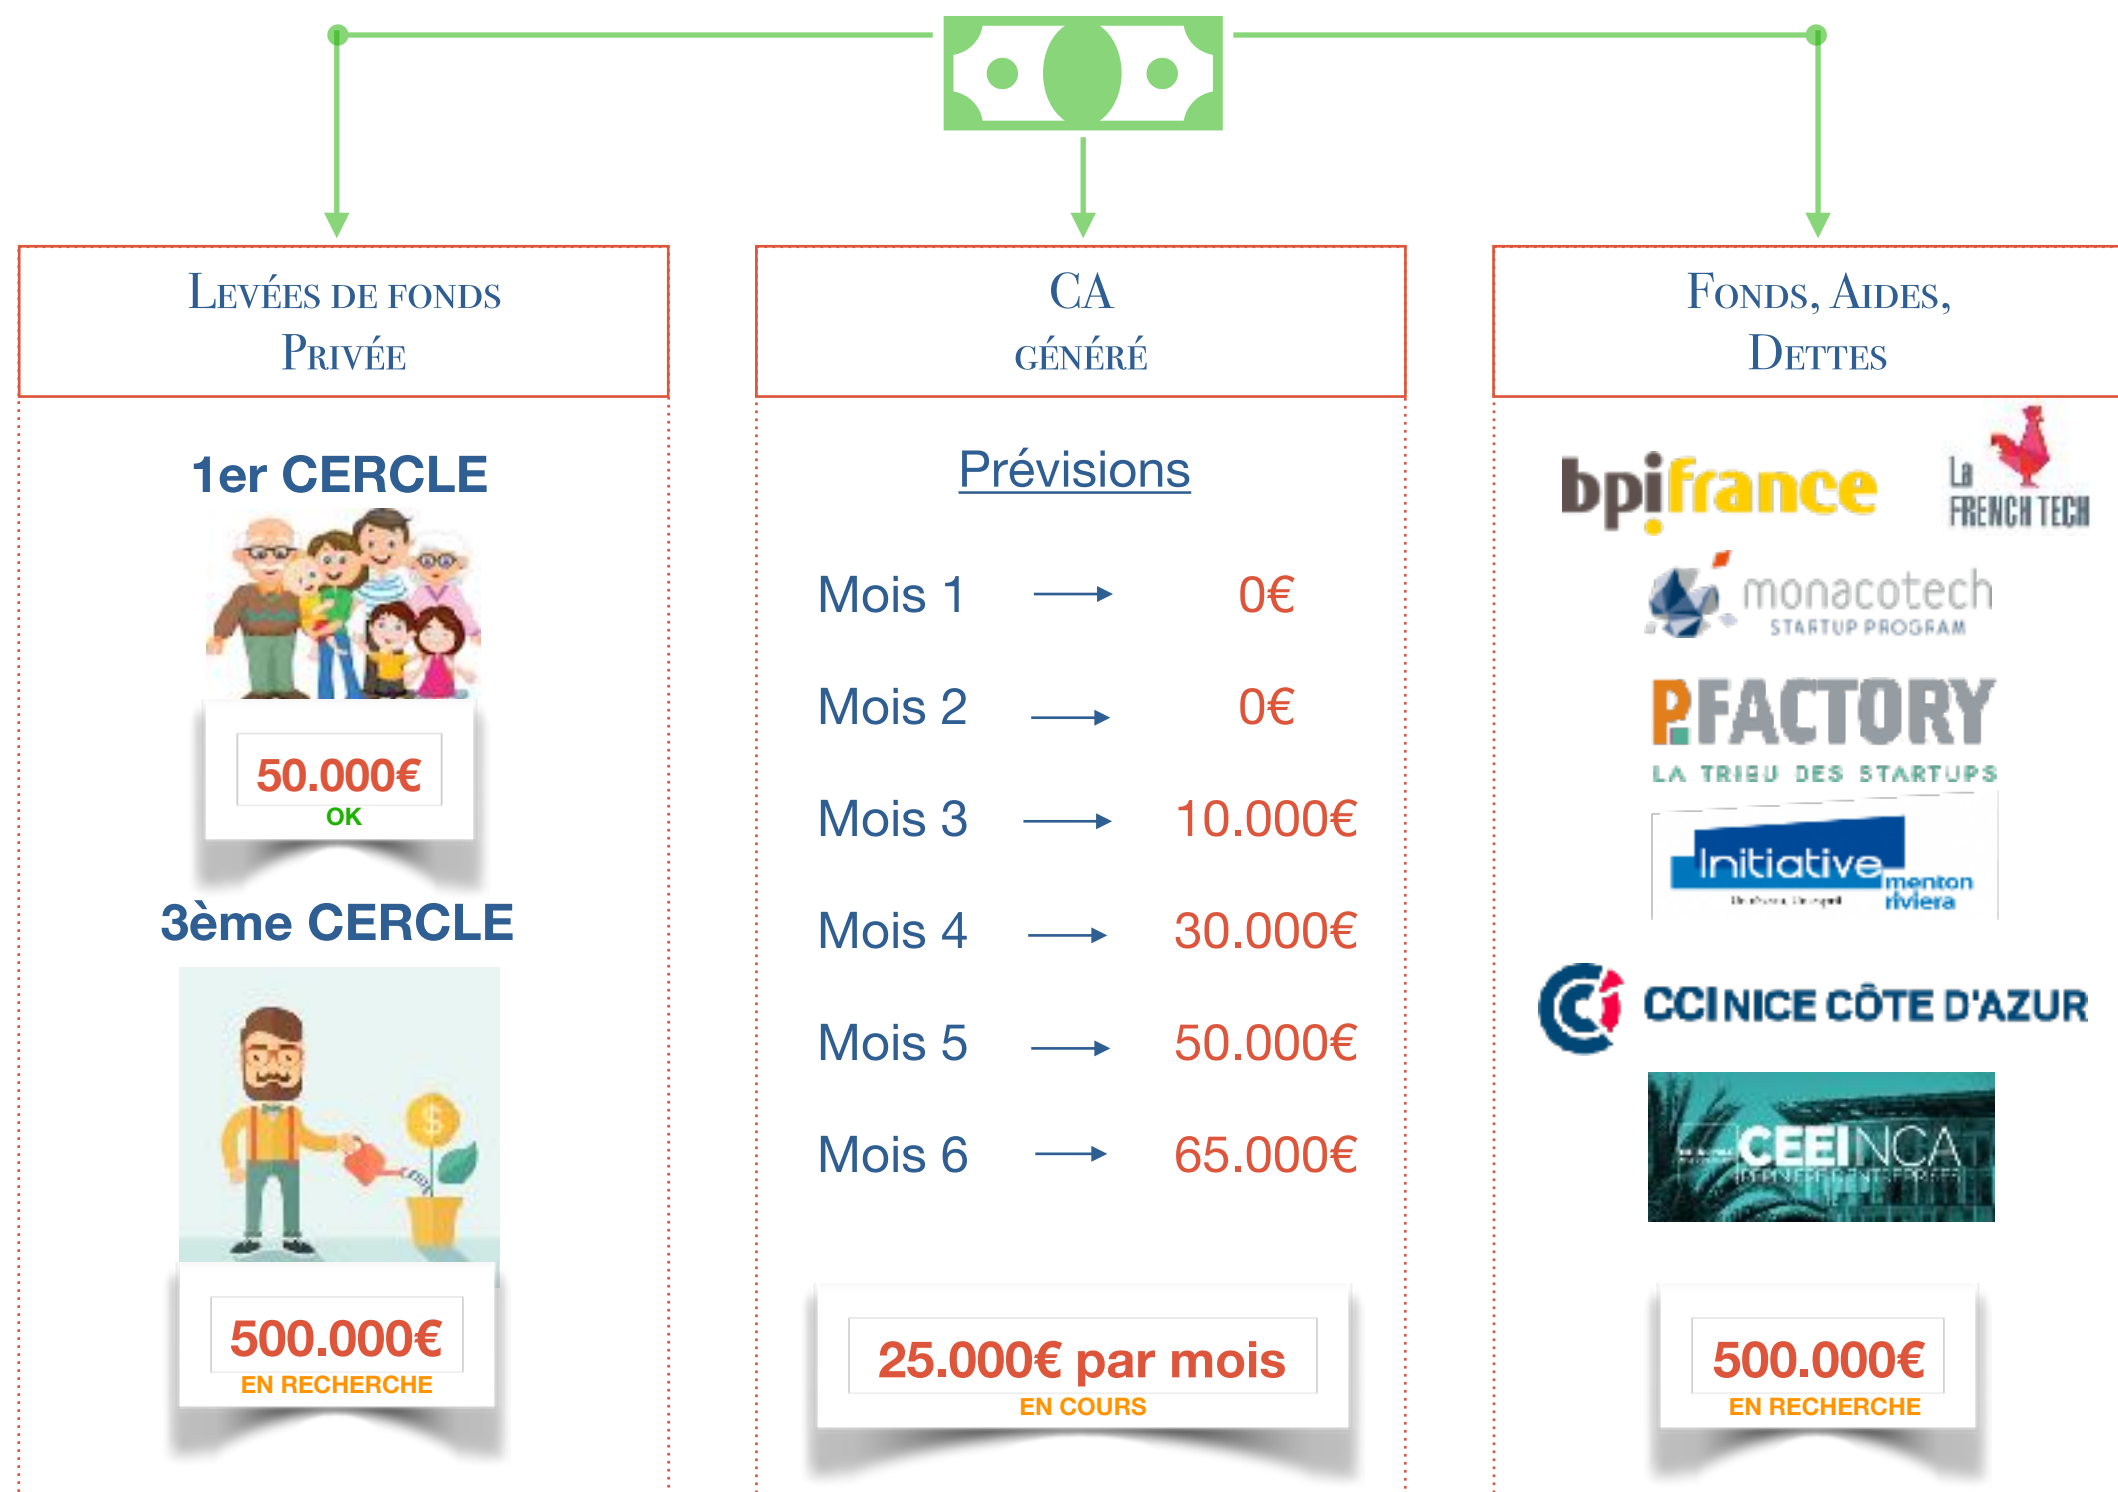 Levées de fonds
Privée
1er CERCLE
50.000€
OK
3ème CERCLE
500.000€
EN RECHERCHE
CA
généré
Prévisions
Mois 1 → 0€
Mois 2 → 0€
Mois 3 → 10.000€
Mois 4 → 30.000€
Mois 5 → 50.000€
Mois 6 → 65.000€
25.000€ par mois
EN COURS
Fonds, Aides,
Dettes
bpifrance
La
FRENCH TECH
monacotech
STARTUP PROGRAM
P.FACTORY
LA TRIBU DES STARTUPS
Initiative
menton
riviera
CCI NICE CÔTE D'AZUR
CEEI NCA
500.000€
EN RECHERCHE